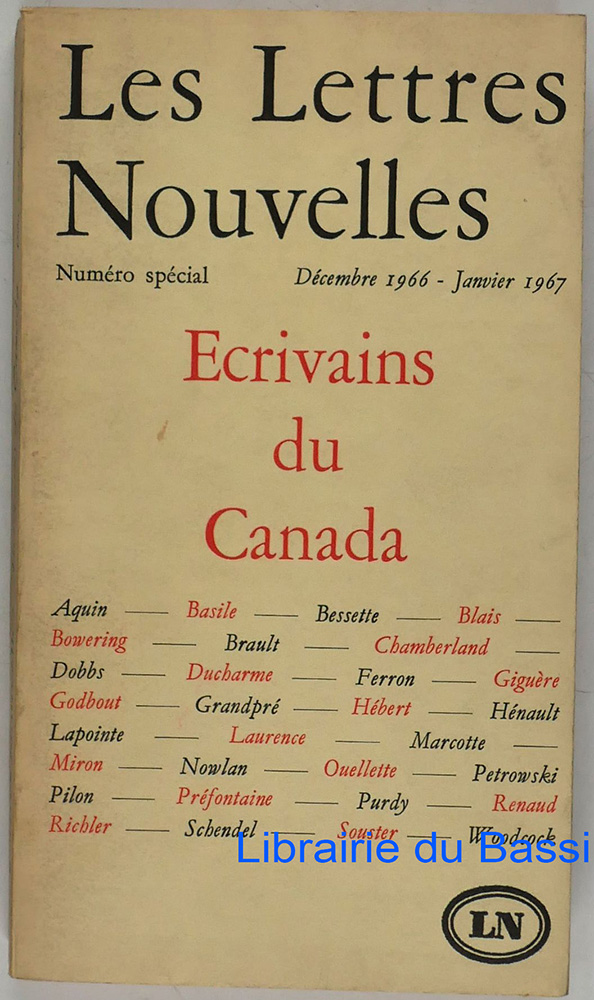 Les Lettres
Nouvelles
Numéro spécial Décembre 1966 - Janvier 1967
Ecrivains
du
Canada
Aquin — Basile — Bessette — Blais —
Bowering — Brault — Chamberland —
Dobbs — Ducharme — Ferron — Giguère
Godbout — Grandpré — Hébert — Hénault
Lapointe — Laurence — Marcotte —
Miron — Nowlan — Ouellette — Petrowski
Pilon — Préfontaine — Purdy — Renaud
Richler — Schendel — Souster — Woodcock
Librairie du Bassi
LN